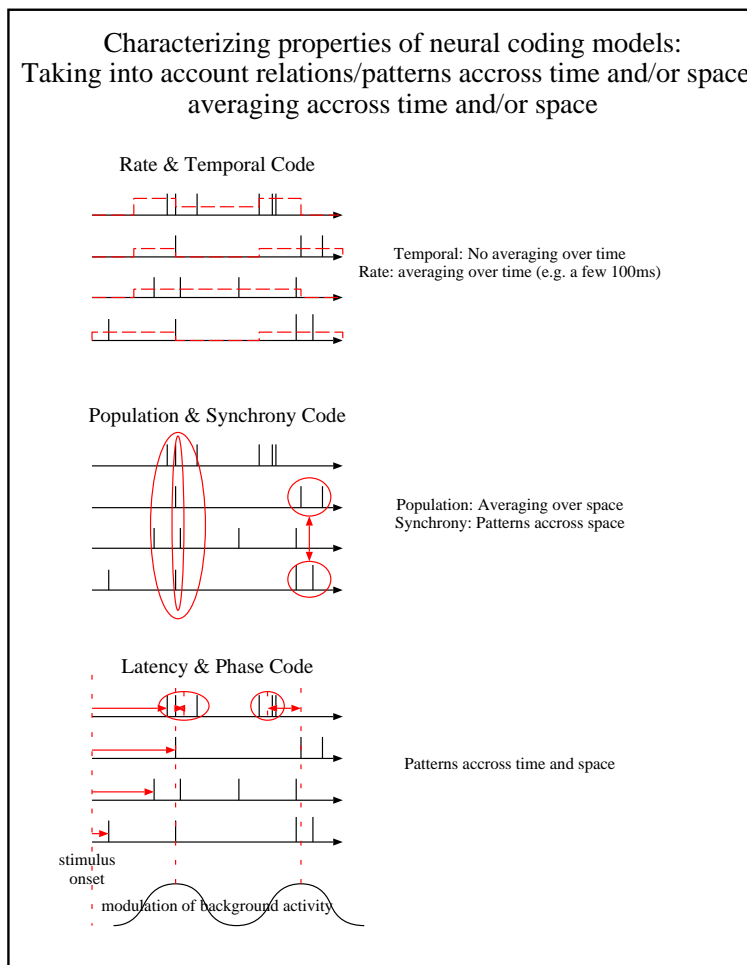 Characterizing properties of neural coding models:
Taking into account relations/patterns accross time and/or space
averaging accross time and/or space
Rate & Temporal Code
Temporal: No averaging over time
Rate: averaging over time (e.g. a few 100ms)
Population & Synchrony Code
Population: Averaging over space
Synchrony: Patterns accross space
Latency & Phase Code
Patterns accross time and space
stimulus
onset
modulation of background activity